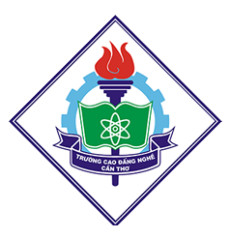 TRƯỜNG CAO ĐẲNG NGHỀ
CẦN THƠ